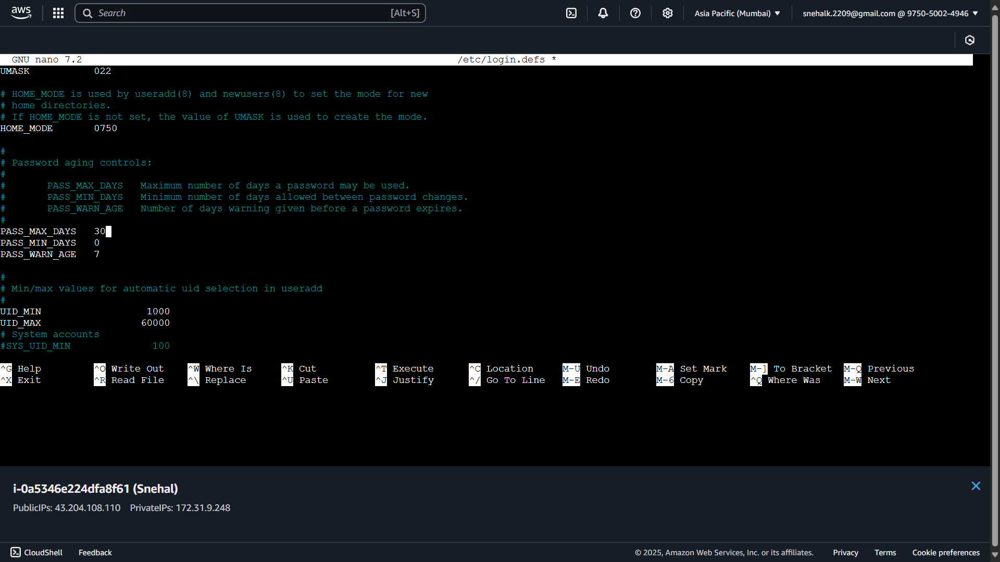 aws
Search [Alt+S]
Asia Pacific (Mumbai) ▼
snehalk.2209@gmail.com @ 9750-5002-4946 ▼
GNU nano 7.2 /etc/login.defs *
UMASK 022
# HOME_MODE is used by useradd(8) and newusers(8) to set the mode for new
# home directories.
# If HOME_MODE is not set, the value of UMASK is used to create the mode.
HOME_MODE 0750
#
# Password aging controls:
#
# PASS_MAX_DAYS Maximum number of days a password may be used.
# PASS_MIN_DAYS Minimum number of days allowed between password changes.
# PASS_WARN_AGE Number of days warning given before a password expires.
#
PASS_MAX_DAYS 30
PASS_MIN_DAYS 0
PASS_WARN_AGE 7
#
# Min/max values for automatic uid selection in useradd
#
UID_MIN 1000
UID_MAX 60000
# System accounts
#SYS_UID_MIN 100
^G Help ^O Write Out ^W Where Is ^K Cut ^T Execute ^C Location M-U Undo M-A Set Mark M-] To Bracket M-Q Previous
^X Exit ^R Read File ^\ Replace ^U Paste ^J Justify ^/ Go To Line M-E Redo M-6 Copy ^Q Where Was M-W Next
i-0a5346e224dfa8f61 (Snehal)
PublicIPs: 43.204.108.110 PrivateIPs: 172.31.9.248
CloudShell Feedback © 2025, Amazon Web Services, Inc. or its affiliates. Privacy Terms Cookie preferences